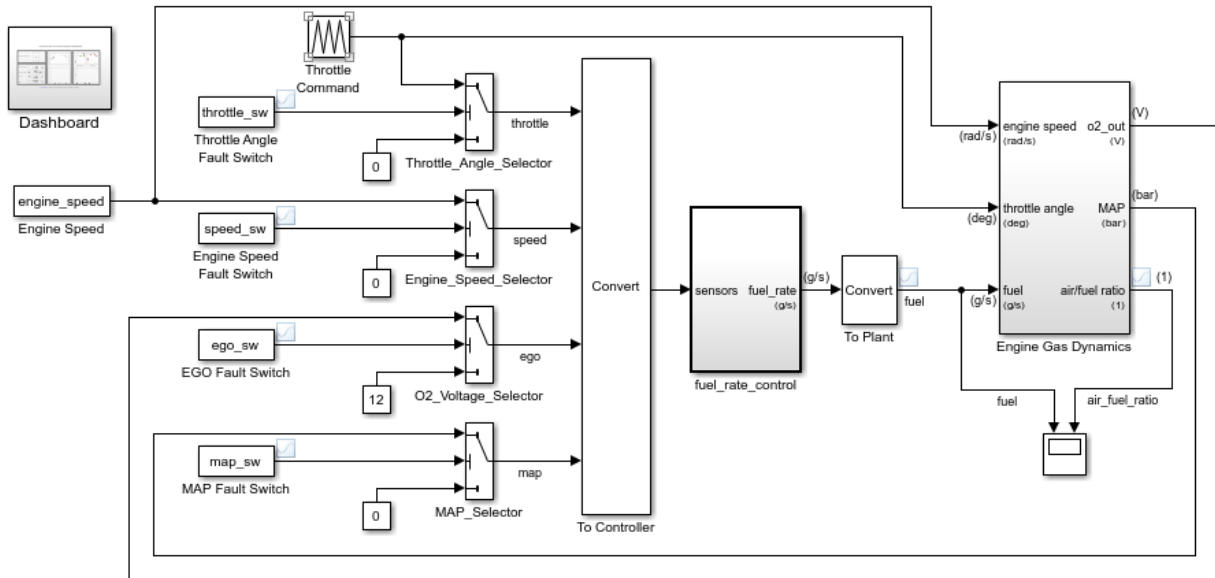 Dashboard
Throttle
Command
throttle_sw
Throttle Angle
Fault Switch
0
Throttle_Angle_Selector
throttle
engine_speed
Engine Speed
speed_sw
Engine Speed
Fault Switch
0
Engine_Speed_Selector
speed
ego_sw
EGO Fault Switch
12
O2_Voltage_Selector
ego
map_sw
MAP Fault Switch
0
MAP_Selector
map
Convert
To Controller
sensors
fuel_rate
(g/s)
fuel_rate_control
(g/s)
Convert
To Plant
fuel
(rad/s)
engine speed
(rad/s)
o2_out
(V)
(V)
(deg)
throttle angle
(deg)
MAP
(bar)
(bar)
(g/s)
fuel
(g/s)
air/fuel ratio
(1)
(1)
Engine Gas Dynamics
fuel
air_fuel_ratio